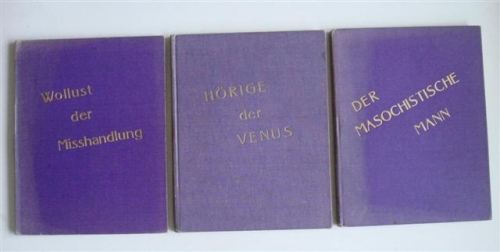 Wollust
der
Misshandlung
HÖRIGE
der
VENUS
DER
MASOCHISTISCHE
MANN